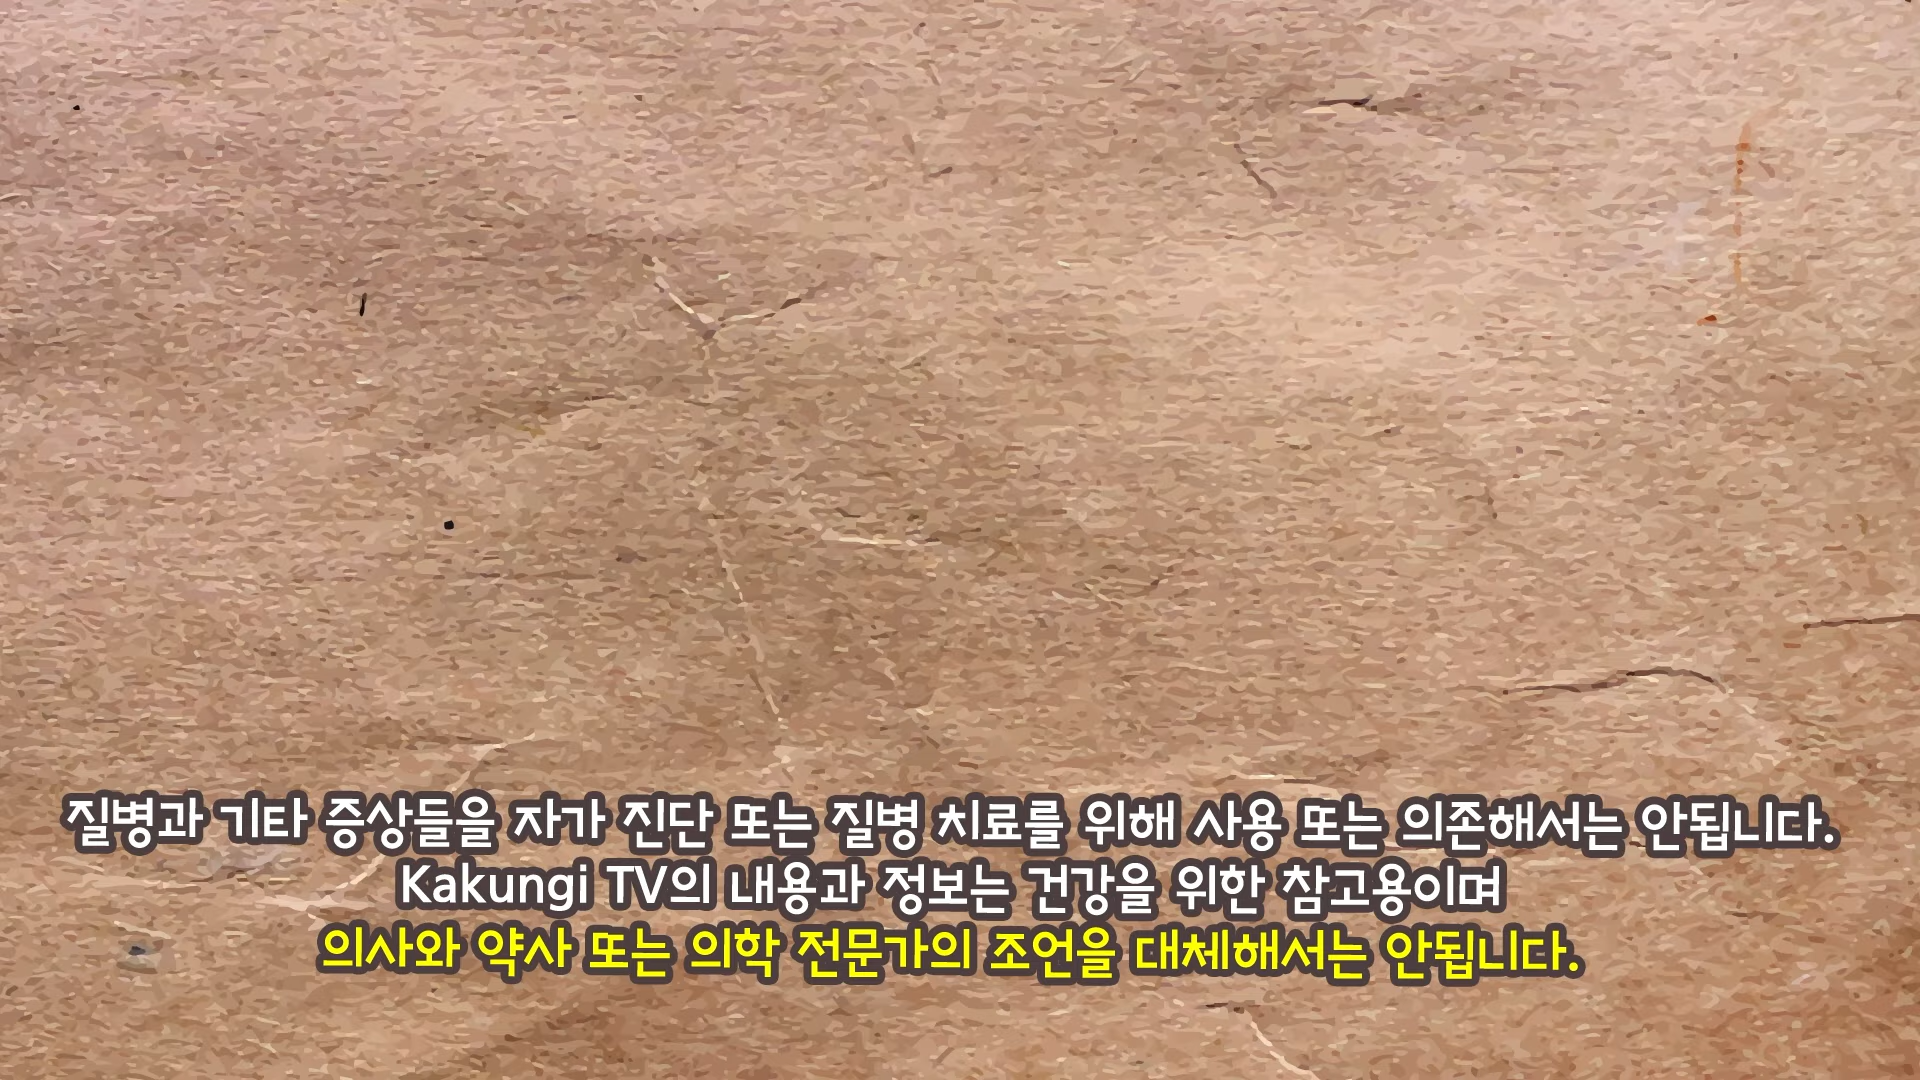 질병과 기타 증상들을 자가 진단 또는 질병 치료를 위해 사용 또는 의존해서는 안됩니다.
Kakungi TV의 내용과 정보는 건강을 위한 참고용이며
의사와 약사 또는 의학 전문가의 조언을 대체해서는 안됩니다.